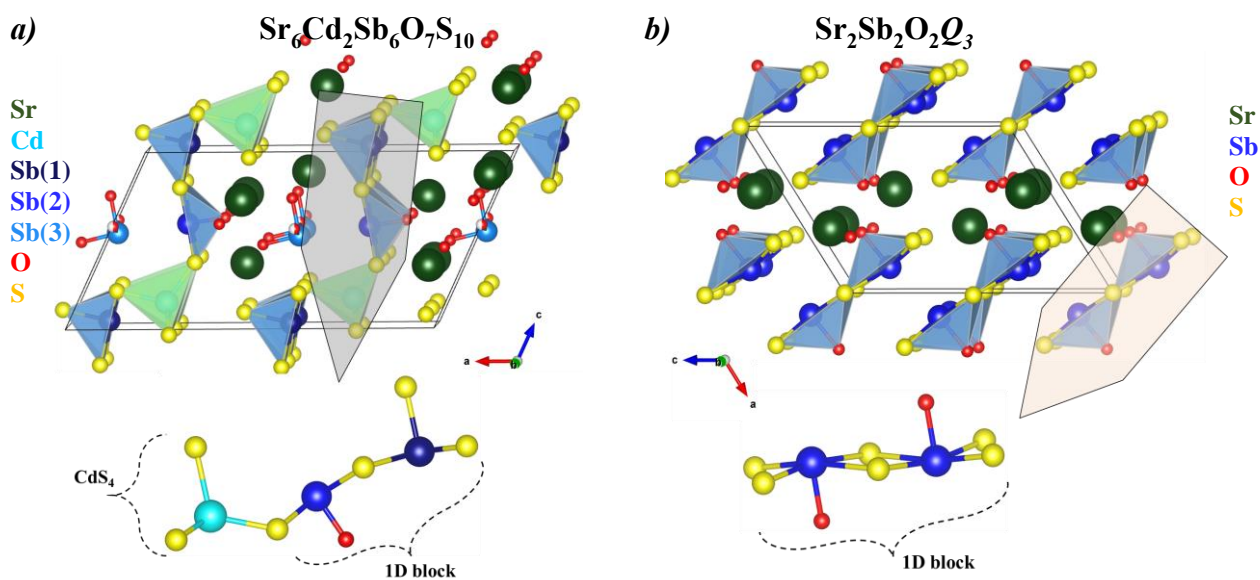 a) Sr₆Cd₂Sb₆O₇S₁₀
Sr
Cd
Sb(1)
Sb(2)
Sb(3)
O
S
c
a
b
CdS₄
1D block
b) Sr₂Sb₂O₂Q₃
Sr
Sb
O
S
c
b
a
1D block